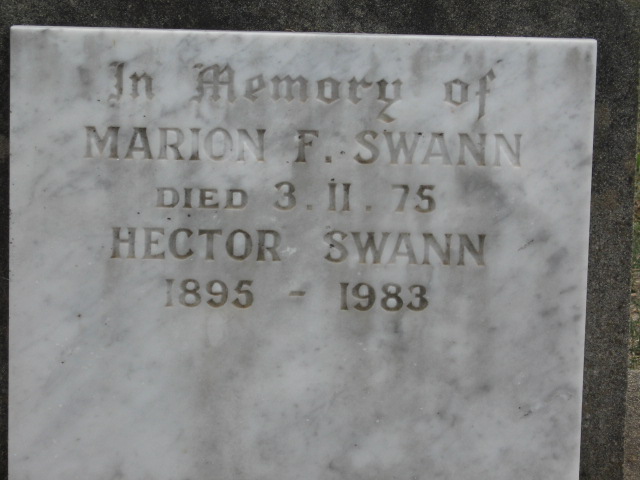 In Memory of
MARION F. SWANN
DIED 3.11.75
HECTOR SWANN
1895 - 1983